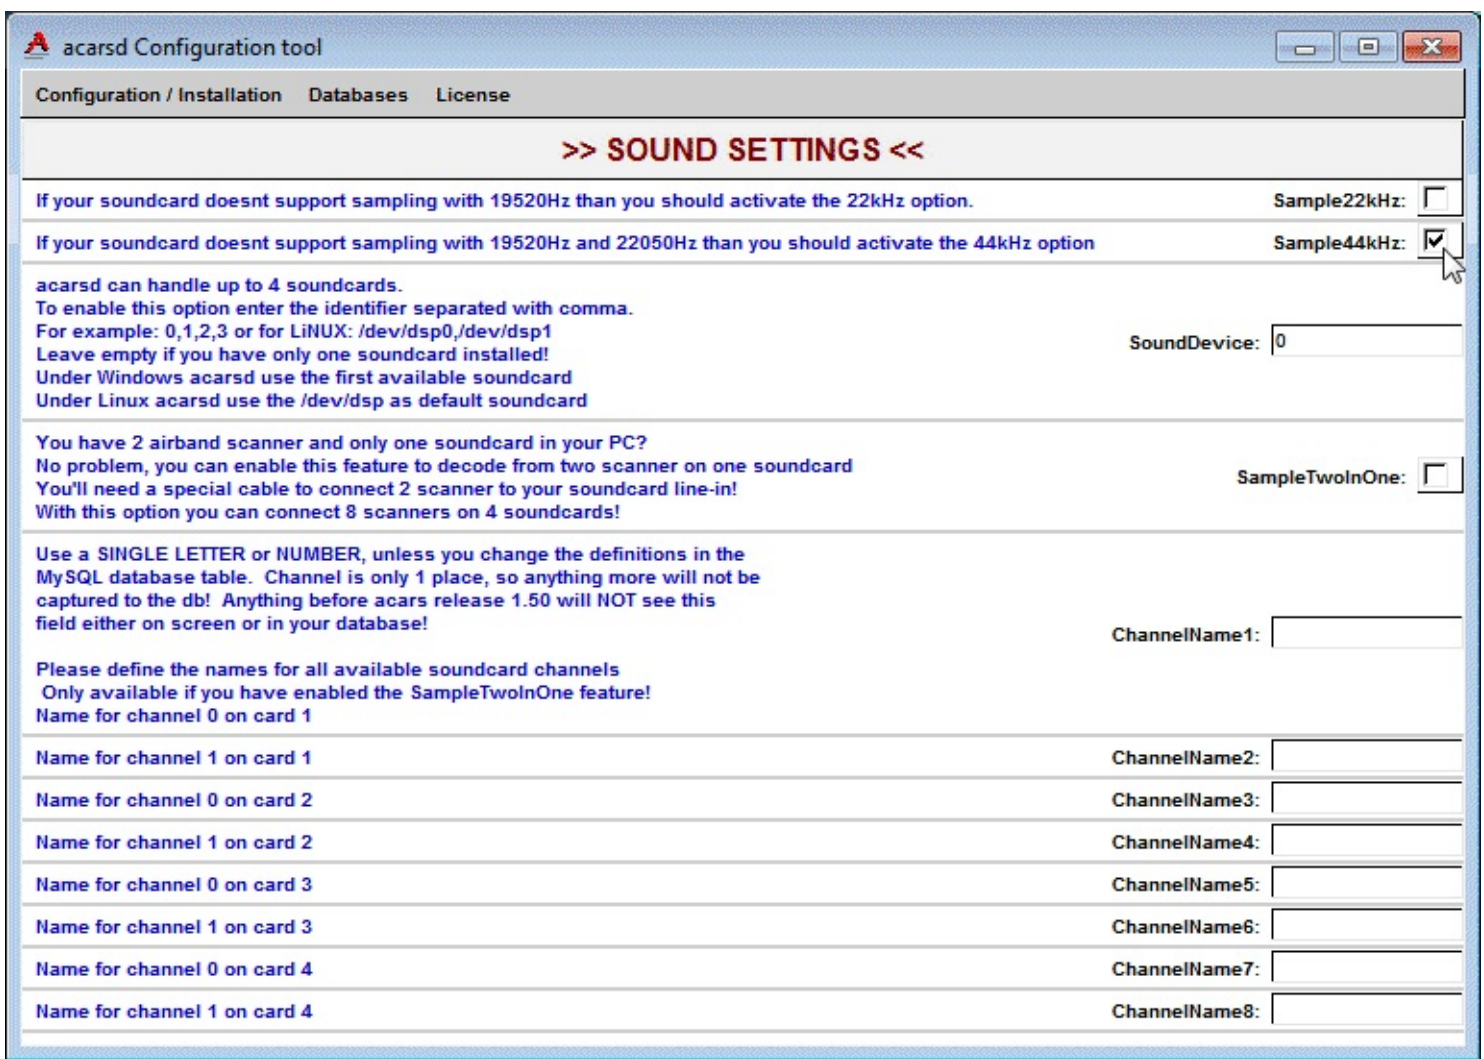 acarsd Configuration tool
Configuration / Installation Databases License
>> SOUND SETTINGS <<
If your soundcard doesnt support sampling with 19520Hz than you should activate the 22kHz option. Sample22kHz:
If your soundcard doesnt support sampling with 19520Hz and 22050Hz than you should activate the 44kHz option Sample44kHz:
acarsd can handle up to 4 soundcards.
To enable this option enter the identifier separated with comma.
For example: 0,1,2,3 or for LiNUX: /dev/dsp0,/dev/dsp1
Leave empty if you have only one soundcard installed!
Under Windows acarsd use the first available soundcard
Under Linux acarsd use the /dev/dsp as default soundcard
SoundDevice: 0
You have 2 airband scanner and only one soundcard in your PC?
No problem, you can enable this feature to decode from two scanner on one soundcard
You'll need a special cable to connect 2 scanner to your soundcard line-in!
With this option you can connect 8 scanners on 4 soundcards!
SampleTwoInOne:
Use a SINGLE LETTER or NUMBER, unless you change the definitions in the
MySQL database table. Channel is only 1 place, so anything more will not be
captured to the db! Anything before acars release 1.50 will NOT see this
field either on screen or in your database!
Please define the names for all available soundcard channels
Only available if you have enabled the SampleTwoInOne feature!
Name for channel 0 on card 1
ChannelName1:
Name for channel 1 on card 1 ChannelName2:
Name for channel 0 on card 2 ChannelName3:
Name for channel 1 on card 2 ChannelName4:
Name for channel 0 on card 3 ChannelName5:
Name for channel 1 on card 3 ChannelName6:
Name for channel 0 on card 4 ChannelName7:
Name for channel 1 on card 4 ChannelName8: